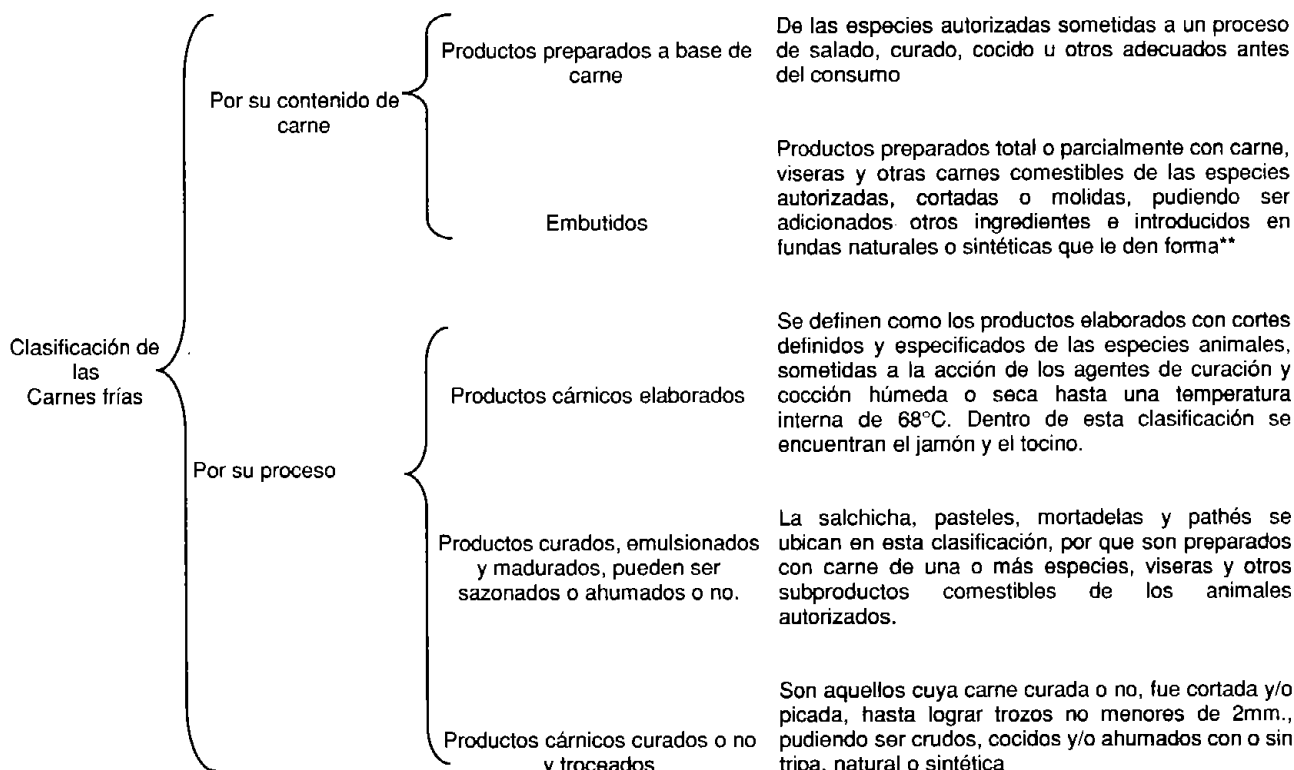 Clasificación de
las
Carnes frías
Por su contenido de
carne
Productos preparados a base de
carne
De las especies autorizadas sometidas a un proceso
de salado, curado, cocido u otros adecuados antes
del consumo
Embutidos
Productos preparados total o parcialmente con carne,
viseras y otras carnes comestibles de las especies
autorizadas, cortadas o molidas, pudiendo ser
adicionados otros ingredientes e introducidos en
fundas naturales o sintéticas que le den forma**
Por su proceso
Productos cárnicos elaborados
Se definen como los productos elaborados con cortes
definidos y especificados de las especies animales,
sometidas a la acción de los agentes de curación y
cocción húmeda o seca hasta una temperatura
interna de 68°C. Dentro de esta clasificación se
encuentran el jamón y el tocino.
Productos curados, emulsionados
y madurados, pueden ser
sazonados o ahumados o no.
La salchicha, pasteles, mortadelas y pathés se
ubican en esta clasificación, por que son preparados
con carne de una o más especies, viseras y otros
subproductos comestibles de los animales
autorizados.
Productos cárnicos curados o no
y troceados
Son aquellos cuya carne curada o no, fue cortada y/o
picada, hasta lograr trozos no menores de 2mm.,
pudiendo ser crudos, cocidos y/o ahumados con o sin
tripa, natural o sintética